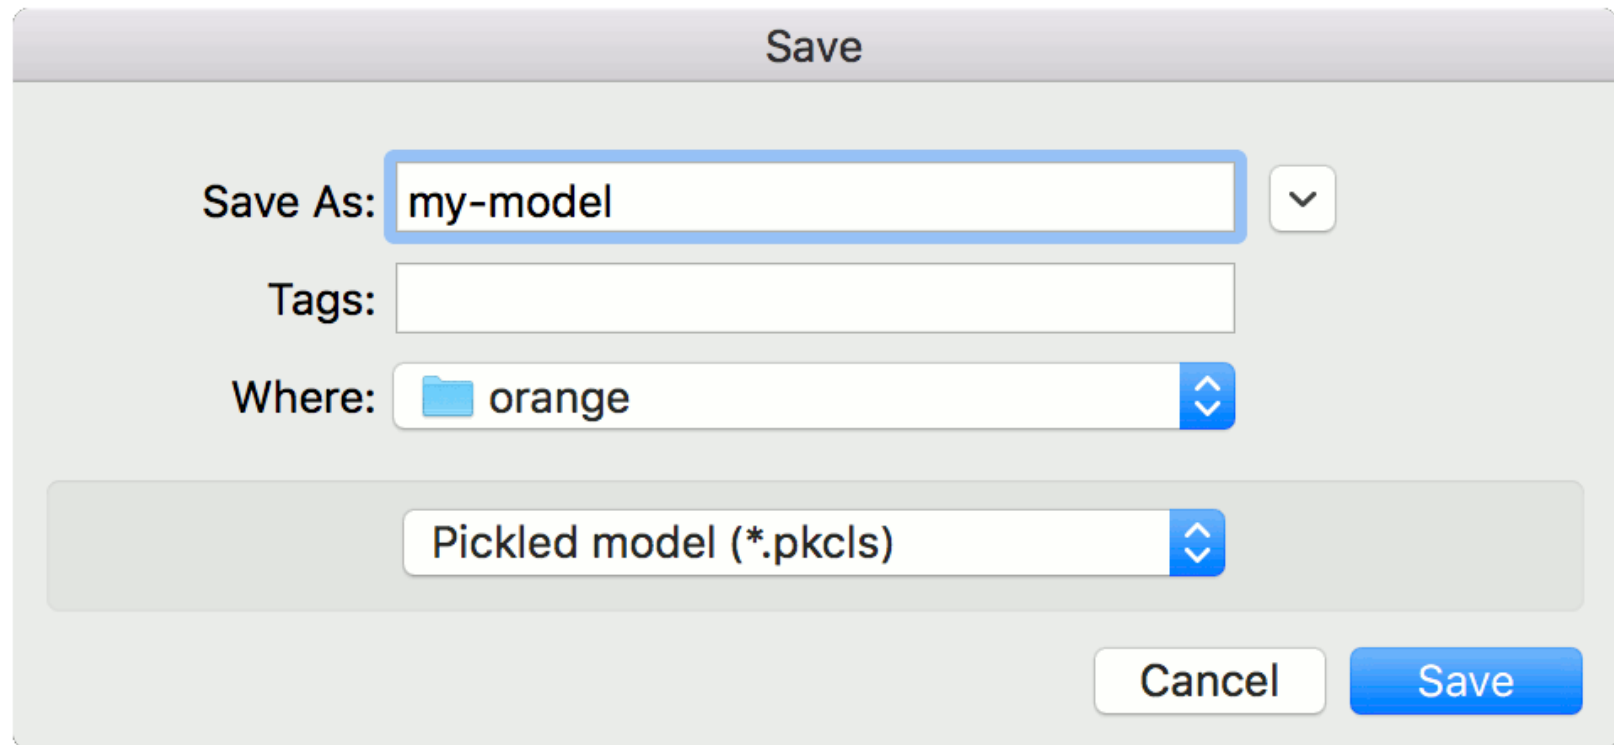 Save
Save As: my-model
Tags:
Where: orange
Pickled model (*.pkcls)
Cancel Save